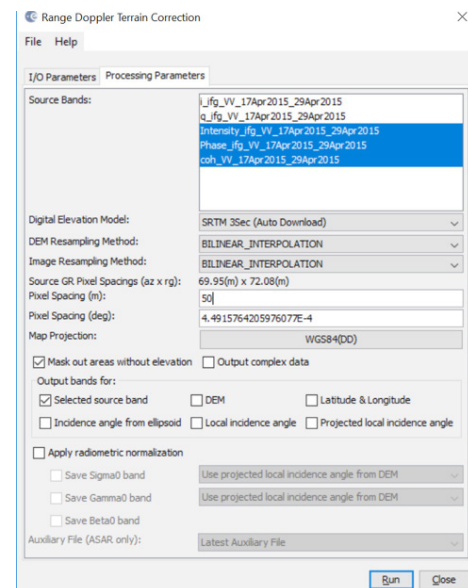 Range Doppler Terrain Correction
File Help
I/O Parameters Processing Parameters
Source Bands:
i_ifg_VV_17Apr2015_29Apr2015
q_ifg_VV_17Apr2015_29Apr2015
Intensity_ifg_VV_17Apr2015_29Apr2015
Phase_ifg_VV_17Apr2015_29Apr2015
coh_VV_17Apr2015_29Apr2015
Digital Elevation Model: SRTM 3Sec (Auto Download)
DEM Resampling Method: BILINEAR_INTERPOLATION
Image Resampling Method: BILINEAR_INTERPOLATION
Source GR Pixel Spacings (az x rg): 69.95(m) x 72.08(m)
Pixel Spacing (m): 50
Pixel Spacing (deg): 4.4915764205976077E-4
Map Projection: WGS84(DD)
Mask out areas without elevation Output complex data
Output bands for:
Selected source band DEM Latitude & Longitude
Incidence angle from ellipsoid Local incidence angle Projected local incidence angle
Apply radiometric normalization
Save Sigma0 band Use projected local incidence angle from DEM
Save Gamma0 band Use projected local incidence angle from DEM
Save Beta0 band
Auxiliary File (ASAR only): Latest Auxiliary File
Run Close